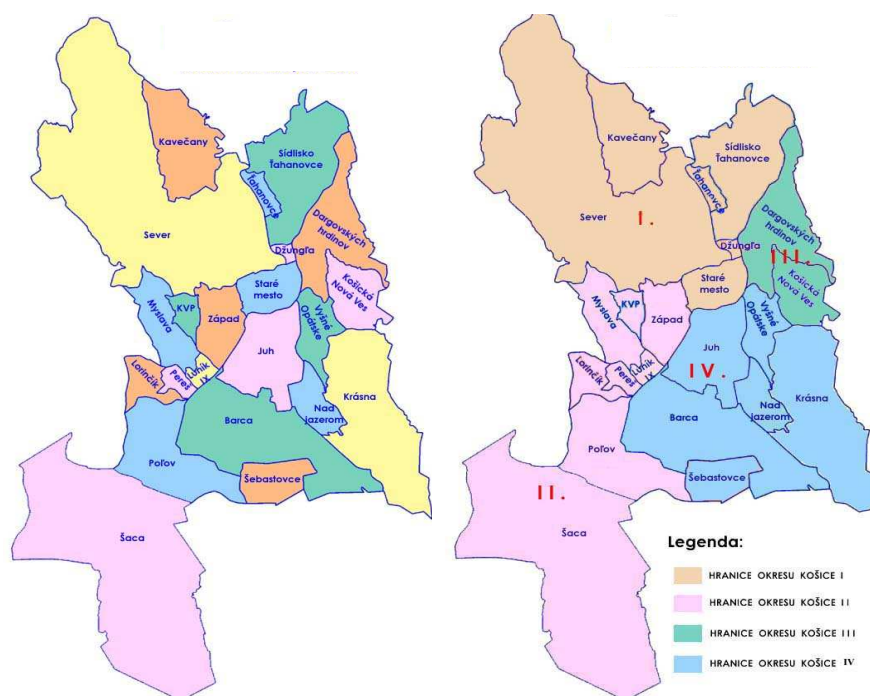 Kavečany
Sídlisko
Ťahanovce
Ťahanovce
Sever
Dargovských
hrdinov
Džungľa
Staré
mesto
Košická
Nová Ves
Myslava
KVP
Západ
Vyšné
Opátske
Juh
Lorinčík
Pereš
Luník
IX
Krásna
Nad
jazerom
Barca
Poľov
Šebastovce
Šaca
Kavečany
Sídlisko
Ťahanovce
Ťahanovce
Sever
I.
Dargovských
hrdinov
Džungľa
III.
Staré
mesto
Košická
Nová Ves
Myslava
KVP
Západ
Vyšné
Opátske
Juh
IV.
Lorinčík
Pereš
Luník
IX
Krásna
Nad
jazerom
Barca
Poľov
Šebastovce
II.
Šaca
Legenda:
HRANICE OKRESU KOŠICE I
HRANICE OKRESU KOŠICE II
HRANICE OKRESU KOŠICE III
HRANICE OKRESU KOŠICE IV